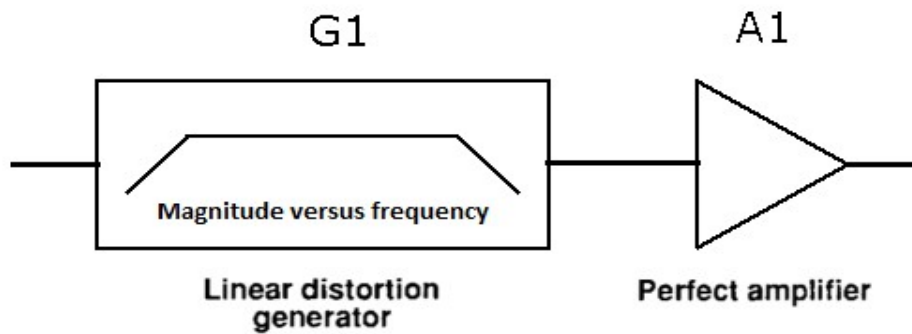 G1
A1
Magnitude versus frequency
Linear distortion
generator
Perfect amplifier